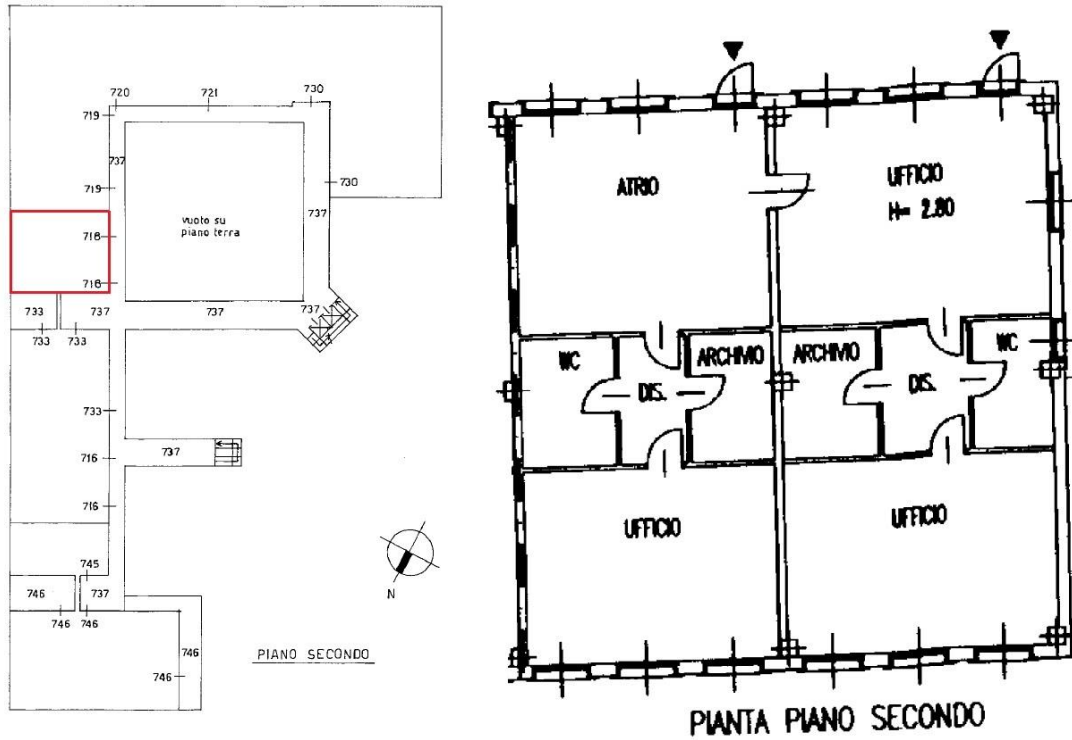 720
721
730
719
737
719
730
737
vuoto su
piano terra
718
718
733
737
737
737
733
733
733
716
737
716
745
746
737
746
746
746
746
N
PIANO SECONDO
ATRIO
UFFICIO
H= 2.80
WC
DIS.
ARCHIVIO
ARCHIVIO
DIS.
WC
UFFICIO
UFFICIO
PIANTA PIANO SECONDO